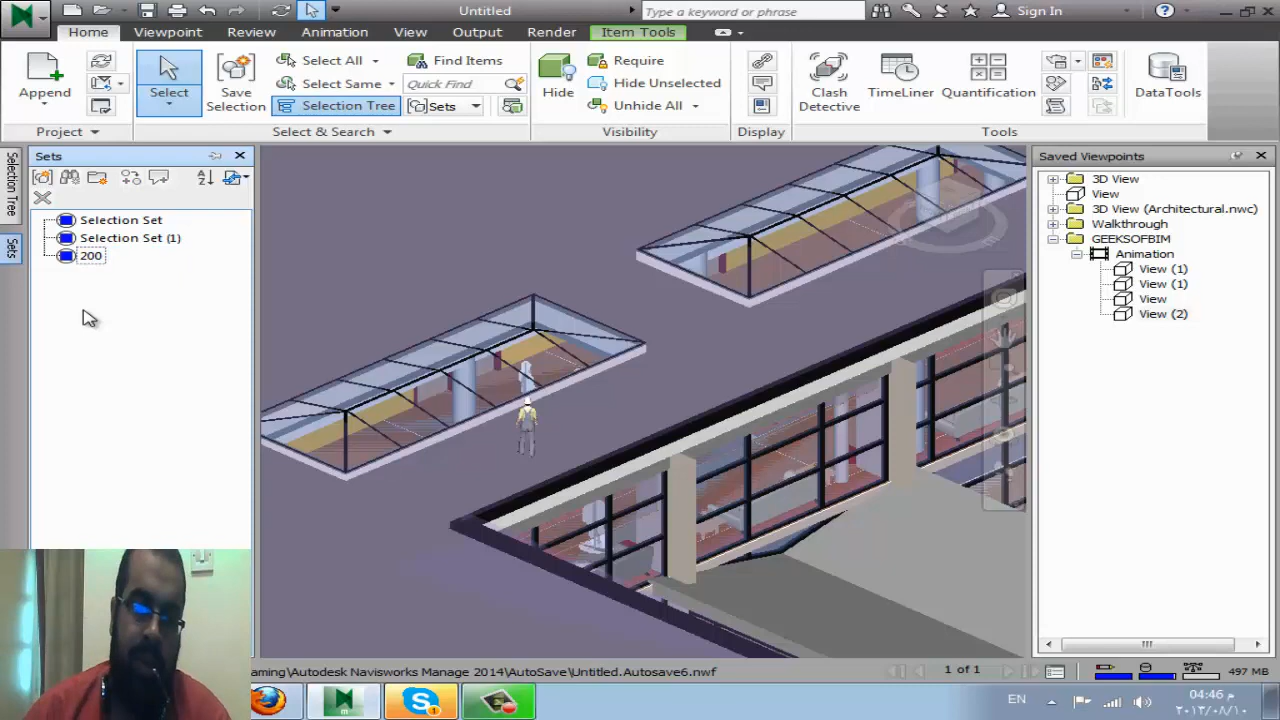 Untitled
Type a keyword or phrase
Sign In
Home
Viewpoint
Review
Animation
View
Output
Render
Item Tools
Append
Select
Save Selection
Select All
Select Same
Selection Tree
Find Items
Quick Find
Sets
Hide
Require
Hide Unselected
Unhide All
Clash Detective
TimeLiner
Quantification
DataTools
Project
Select & Search
Visibility
Display
Tools
Selection Tree
Sets
Sets
Selection Set
Selection Set (1)
200
Saved Viewpoints
3D View
View
3D View (Architectural.nwc)
Walkthrough
GEEKSOFBIM
Animation
View (1)
View (1)
View
View (2)
aming\Autodesk Navisworks Manage 2014\AutoSave\Untitled.Autosave6.nwf
1 of 1
497 MB
EN
04:46 م
٢٠١٣/٠٨/١٠